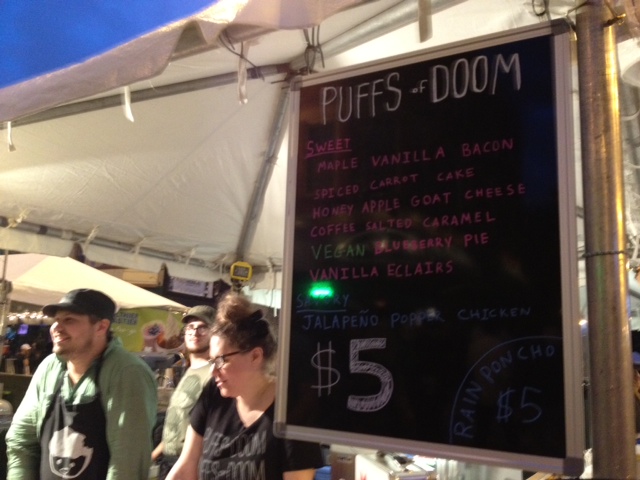 PUFFS of DOOM
SWEET
MAPLE VANILLA BACON
SPICED CARROT CAKE
HONEY APPLE GOAT CHEESE
COFFEE SALTED CARAMEL
VEGAN BLUEBERRY PIE
VANILLA ECLAIRS
SAVORY
JALAPEÑO POPPER CHICKEN
$5
RAIN PONCHO
$5